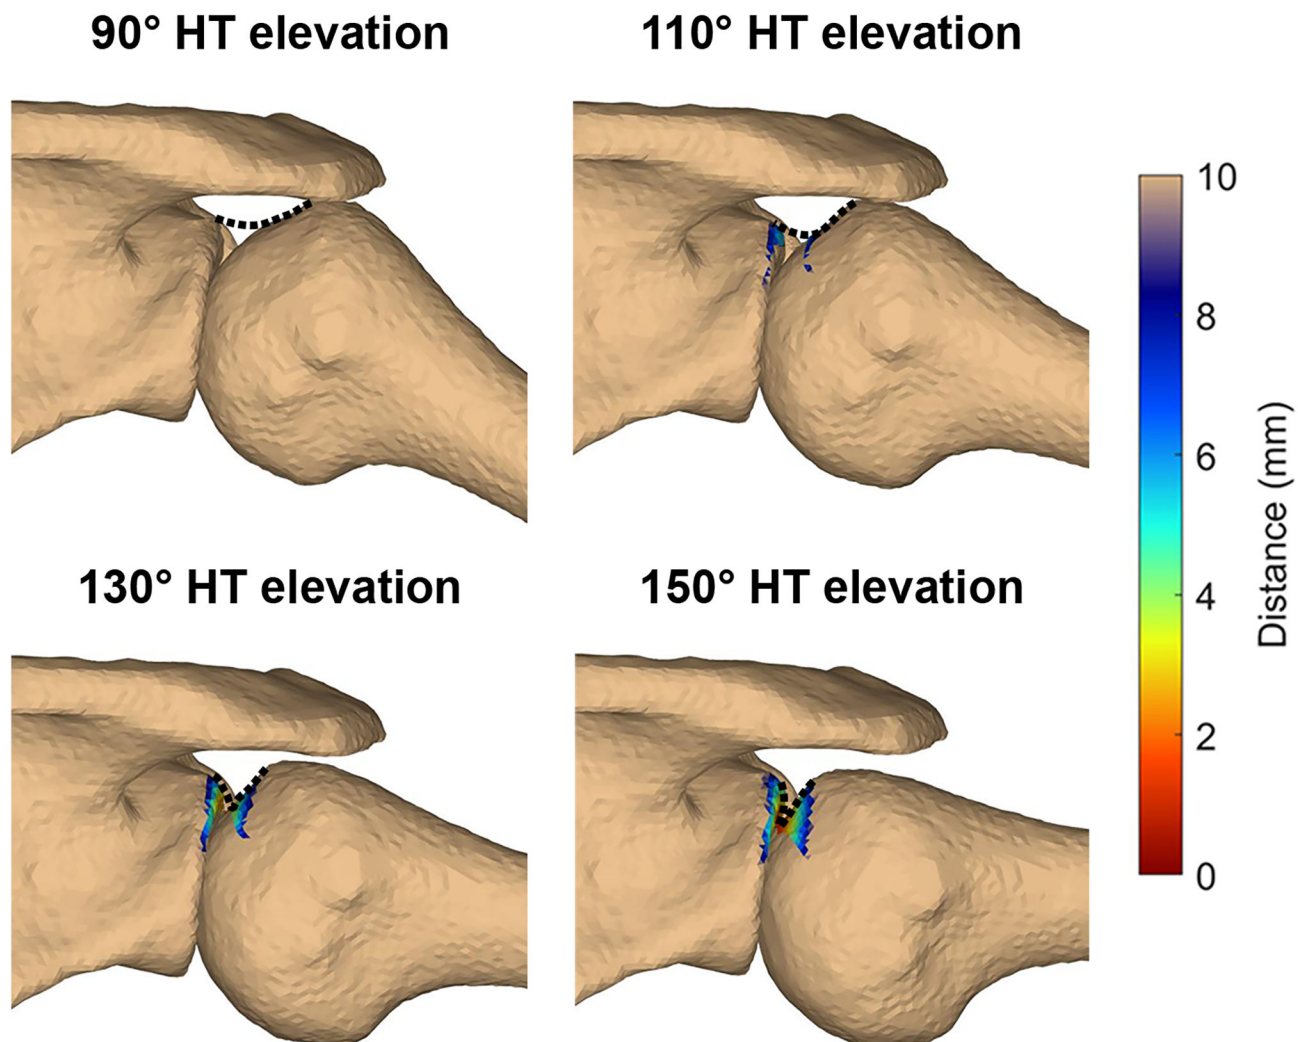 90° HT elevation
110° HT elevation
10
8
6
4
2
0
Distance (mm)
130° HT elevation
150° HT elevation